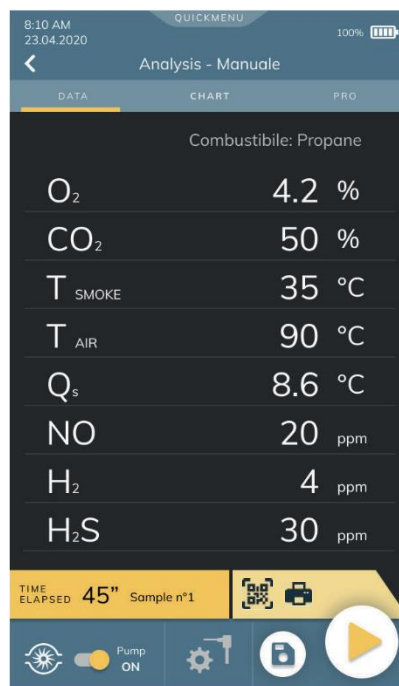 8:10 AM
23.04.2020
QUICKMENU
100%
Analysis - Manuale
DATA CHART PRO
Combustibile: Propane
O₂ 4.2 %
CO₂ 50 %
T SMOKE 35 °C
T AIR 90 °C
Qs 8.6 °C
NO 20 ppm
H₂ 4 ppm
H₂S 30 ppm
TIME
ELAPSED 45” Sample n°1
Pump
ON